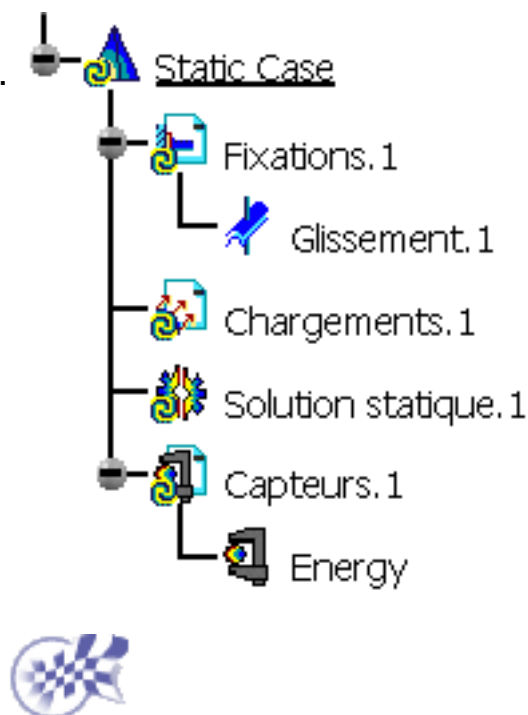 Static Case
Fixations.1
Glissement.1
Chargements.1
Solution statique.1
Capteurs.1
Energy